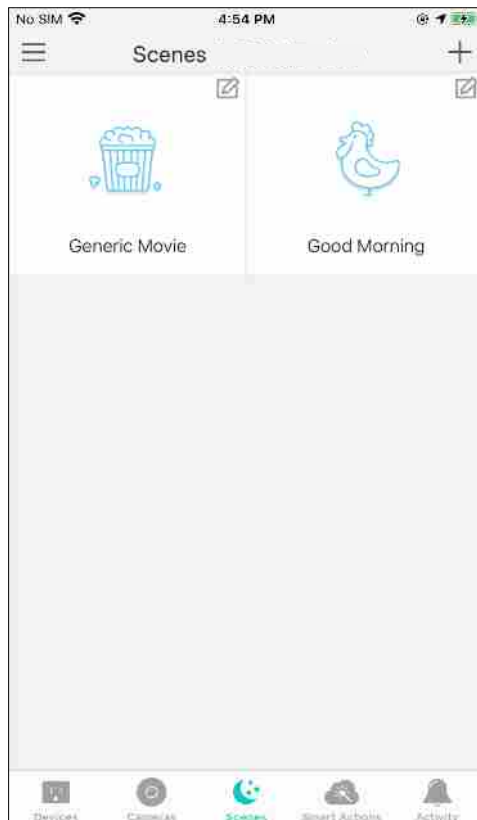 No SIM 4:54 PM
Scenes
Generic Movie Good Morning
Devices Cameras Scenes Smart Actions Activity